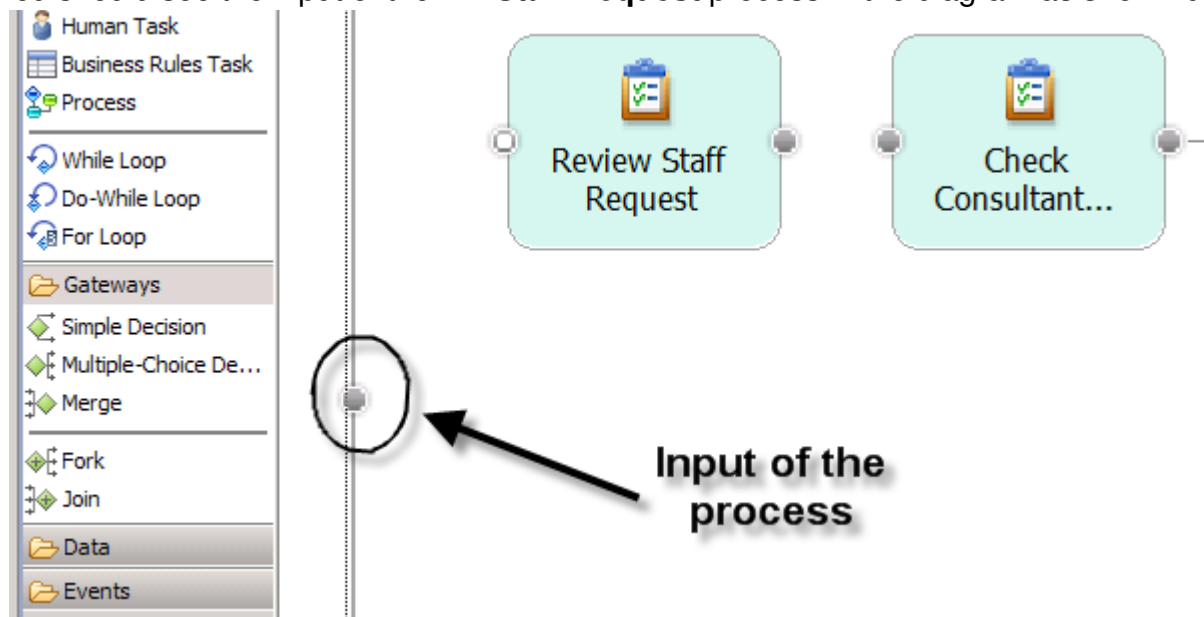 Human Task
Business Rules Task
Process
While Loop
Do-While Loop
For Loop
Gateways
Simple Decision
Multiple-Choice De...
Merge
Fork
Join
Data
Events
Review Staff
Request
Check
Consultant...
Input of the
process